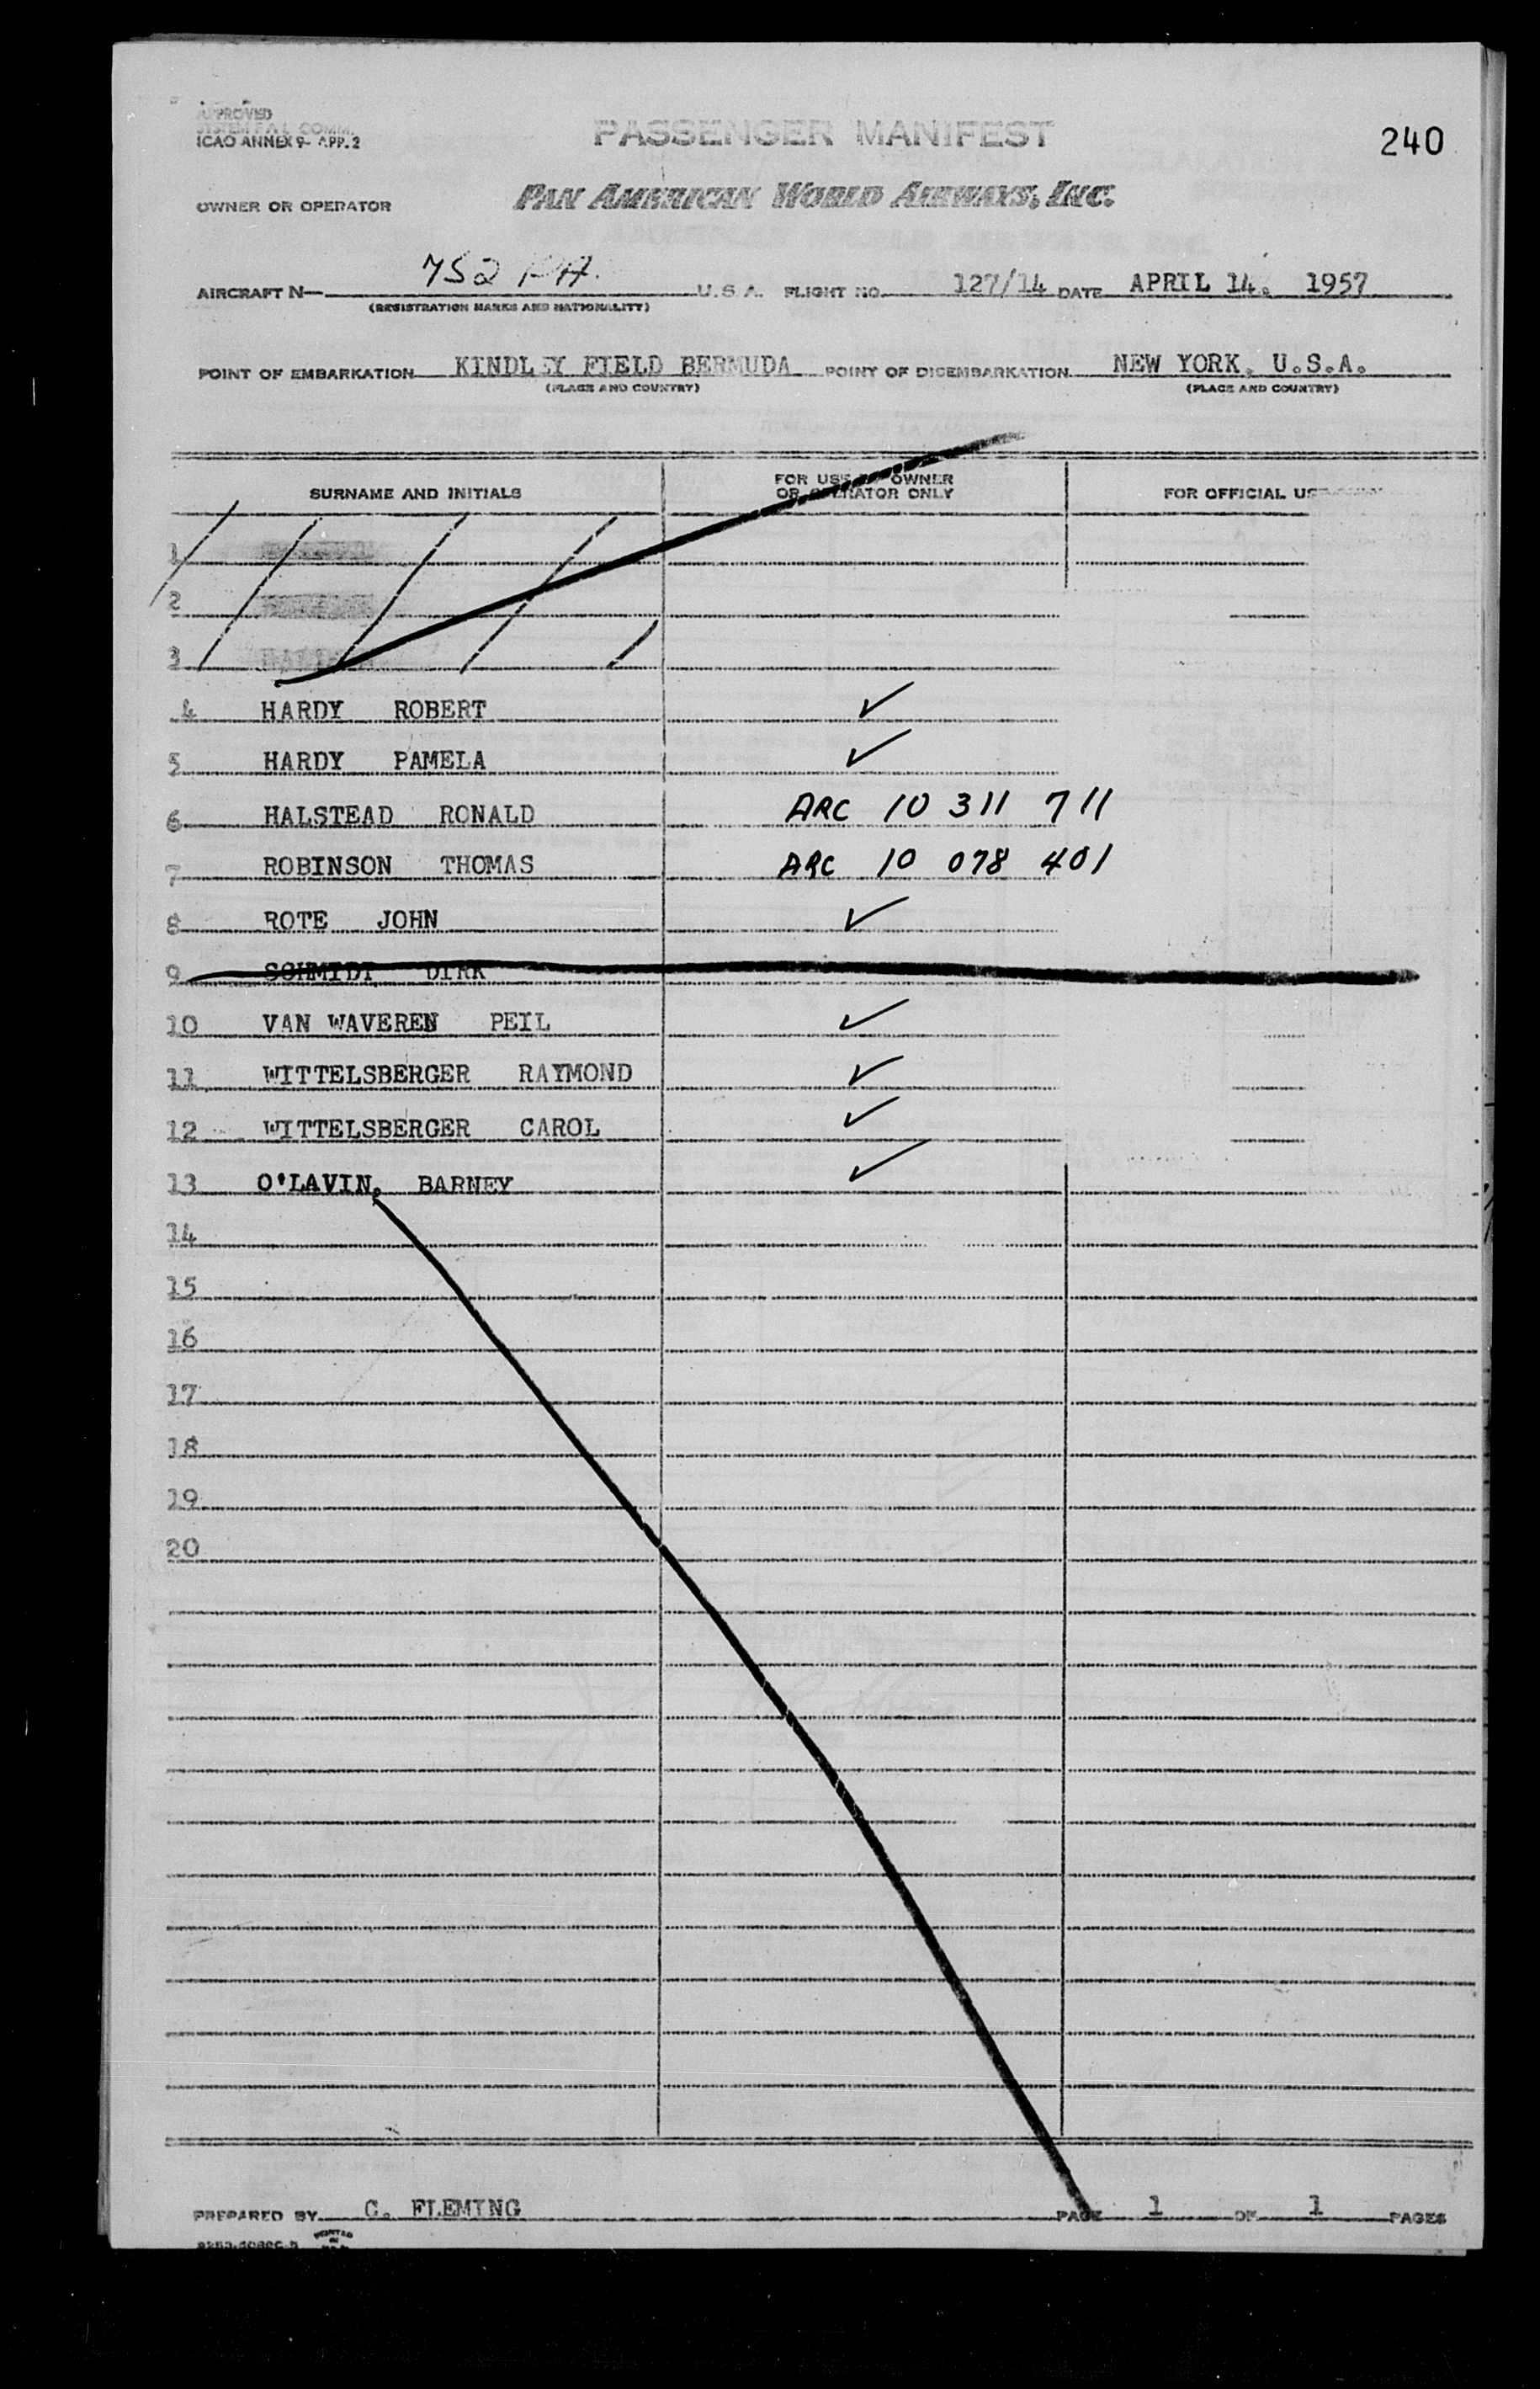 APPROVED
SYSTEM F.A.L. COMM.
ICAO ANNEX 9- APP. 2
PASSENGER MANIFEST
240
OWNER OR OPERATOR PAN AMERICAN WORLD AIRWAYS, INC.
AIRCRAFT N— 752 PA. U.S.A. FLIGHT NO. 127/14 DATE APRIL 14. 1957
(REGISTRATION MARKS AND NATIONALITY)
POINT OF EMBARKATION KINDLEY FIELD BERMUDA POINT OF DISEMBARKATION NEW YORK. U.S.A.
(PLACE AND COUNTRY) (PLACE AND COUNTRY)
SURNAME AND INITIALS FOR USE OWNER OR OPERATOR ONLY FOR OFFICIAL USE
1
2
3
4 HARDY ROBERT ✓
5 HARDY PAMELA ✓
6 HALSTEAD RONALD ARC 10 311 711
7 ROBINSON THOMAS ARC 10 078 401
8 ROTE JOHN ✓
9 SCHMIDT DIRK
10 VAN WAVEREN PEIL ✓
11 WITTELSBERGER RAYMOND ✓
12 WITTELSBERGER CAROL ✓
13 O'LAVIN, BARNEY ✓
14
15
16
17
18
19
20
PREPARED BY C. FLEMING PAGE 1 OF 1 PAGES